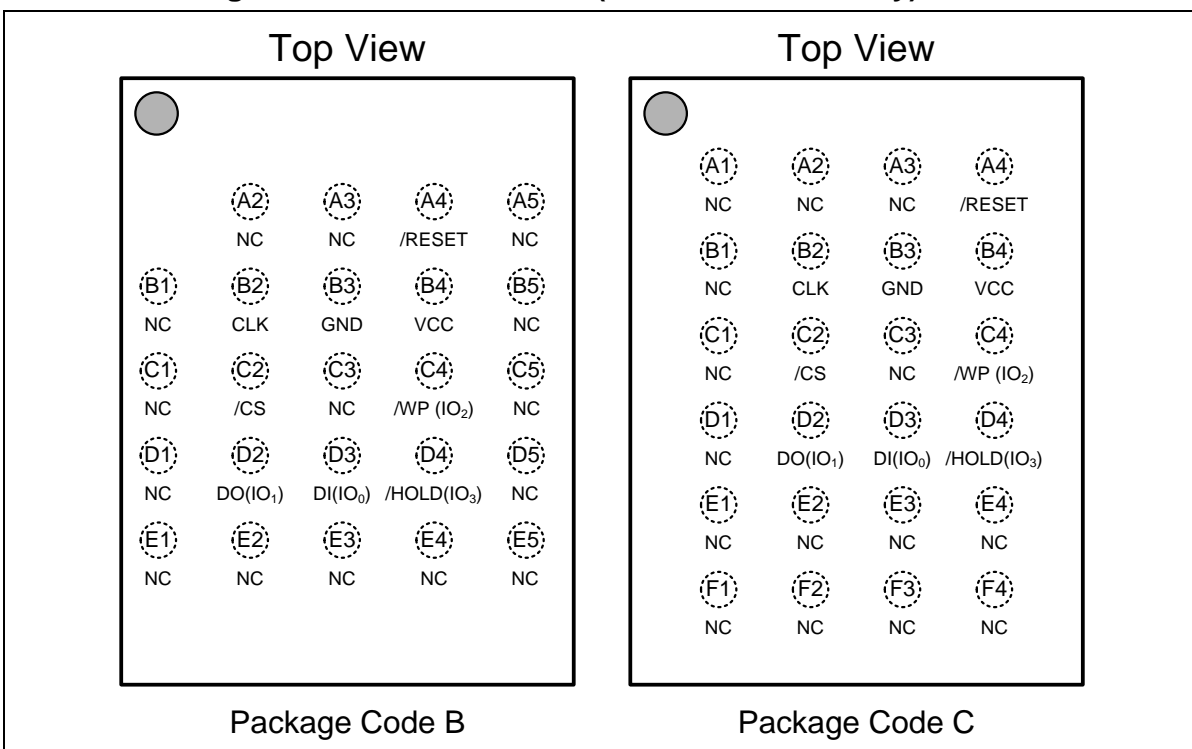 Top View
A2 A3 A4 A5
NC NC /RESET NC
B1 B2 B3 B4 B5
NC CLK GND VCC NC
C1 C2 C3 C4 C5
NC /CS NC /WP (IO₂) NC
D1 D2 D3 D4 D5
NC DO(IO₁) DI(IO₀) /HOLD(IO₃) NC
E1 E2 E3 E4 E5
NC NC NC NC NC
Package Code B
Top View
A1 A2 A3 A4
NC NC NC /RESET
B1 B2 B3 B4
NC CLK GND VCC
C1 C2 C3 C4
NC /CS NC /WP (IO₂)
D1 D2 D3 D4
NC DO(IO₁) DI(IO₀) /HOLD(IO₃)
E1 E2 E3 E4
NC NC NC NC
F1 F2 F3 F4
NC NC NC NC
Package Code C